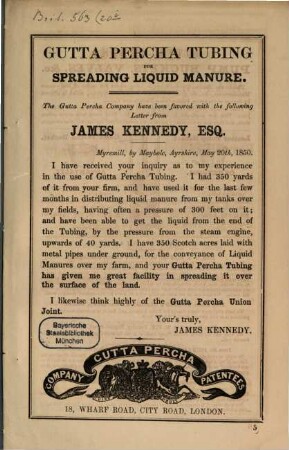 GUTTA PERCHA TUBING
FOR
SPREADING LIQUID MANURE.
The Gutta Percha Company have been favored with the following
Letter from
JAMES KENNEDY, ESQ.
Myremill, by Maybole, Ayrshire, May 20th, 1850.
I have received your inquiry as to my experience
in the use of Gutta Percha Tubing. I had 350 yards
of it from your firm, and have used it for the last few
months in distributing liquid manure from my tanks over
my fields, having often a pressure of 300 feet on it;
and have been able to get the liquid from the end of
the Tubing, by the pressure from the steam engine,
upwards of 40 yards. I have 350 Scotch acres laid with
metal pipes under ground, for the conveyance of Liquid
Manures over my farm, and your Gutta Percha Tubing
has given me great facility in spreading it over
the surface of the land.
I likewise think highly of the Gutta Percha Union
Joint.
Your's truly,
JAMES KENNEDY.
Bayerische
Staatsbibliothek
München
GUTTA PERCHA
COMPANY PATENTEES
18, WHARF ROAD, CITY ROAD, LONDON.